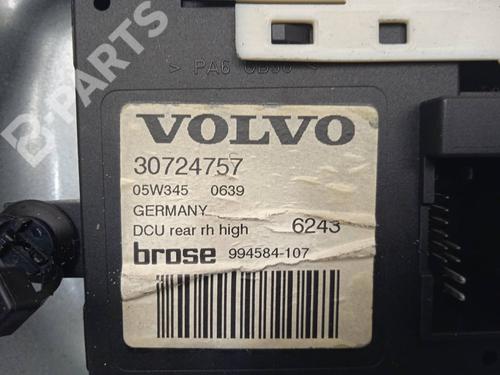 B-PARTS
> PA6
VOLVO
30724757
05W345 0639
GERMANY
DCU rear rh high 6243
brose 994584-107